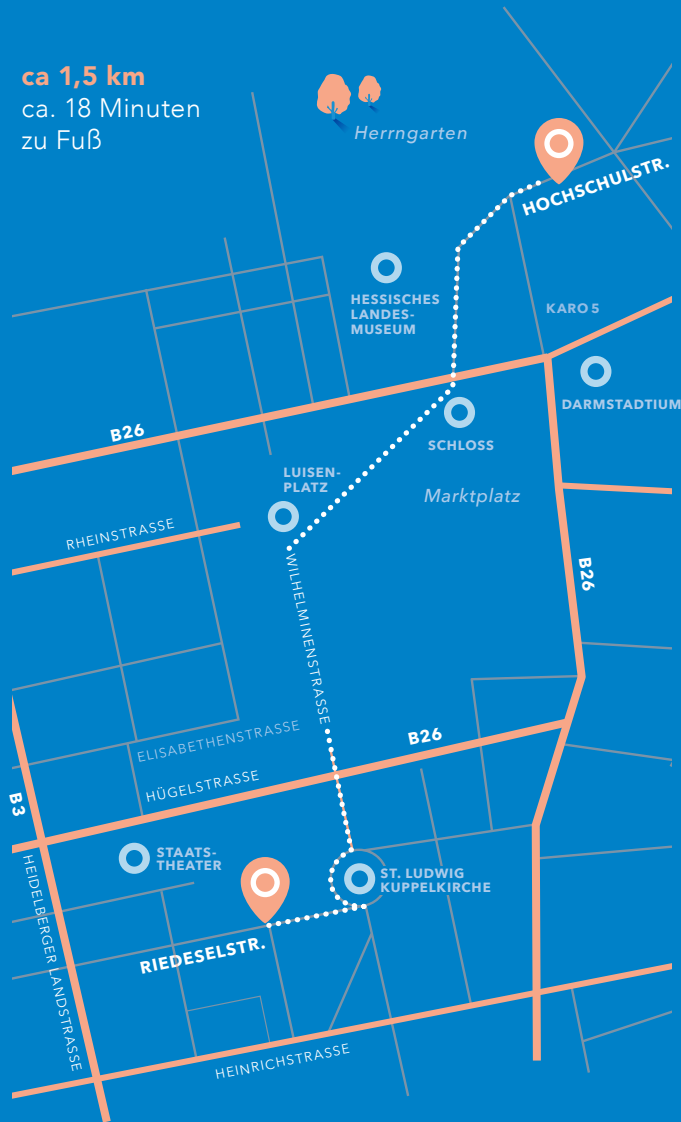 ca 1,5 km
ca. 18 Minuten
zu Fuß
Herrngarten
HOCHSCHULSTR.
HESSISCHES
LANDES-
MUSEUM
KARO 5
DARMSTADTIUM
B26
SCHLOSS
LUISEN-
PLATZ
Marktplatz
RHEINSTRASSE
WILHELMINENSTRASSE
B26
ELISABETHENSTRASSE
B26
HÜGELSTRASSE
B3
STAATS-
THEATER
ST. LUDWIG
KUPPELKIRCHE
HEIDELBERGER LANDSTRASSE
RIEDESELSTR.
HEINRICHSTRASSE